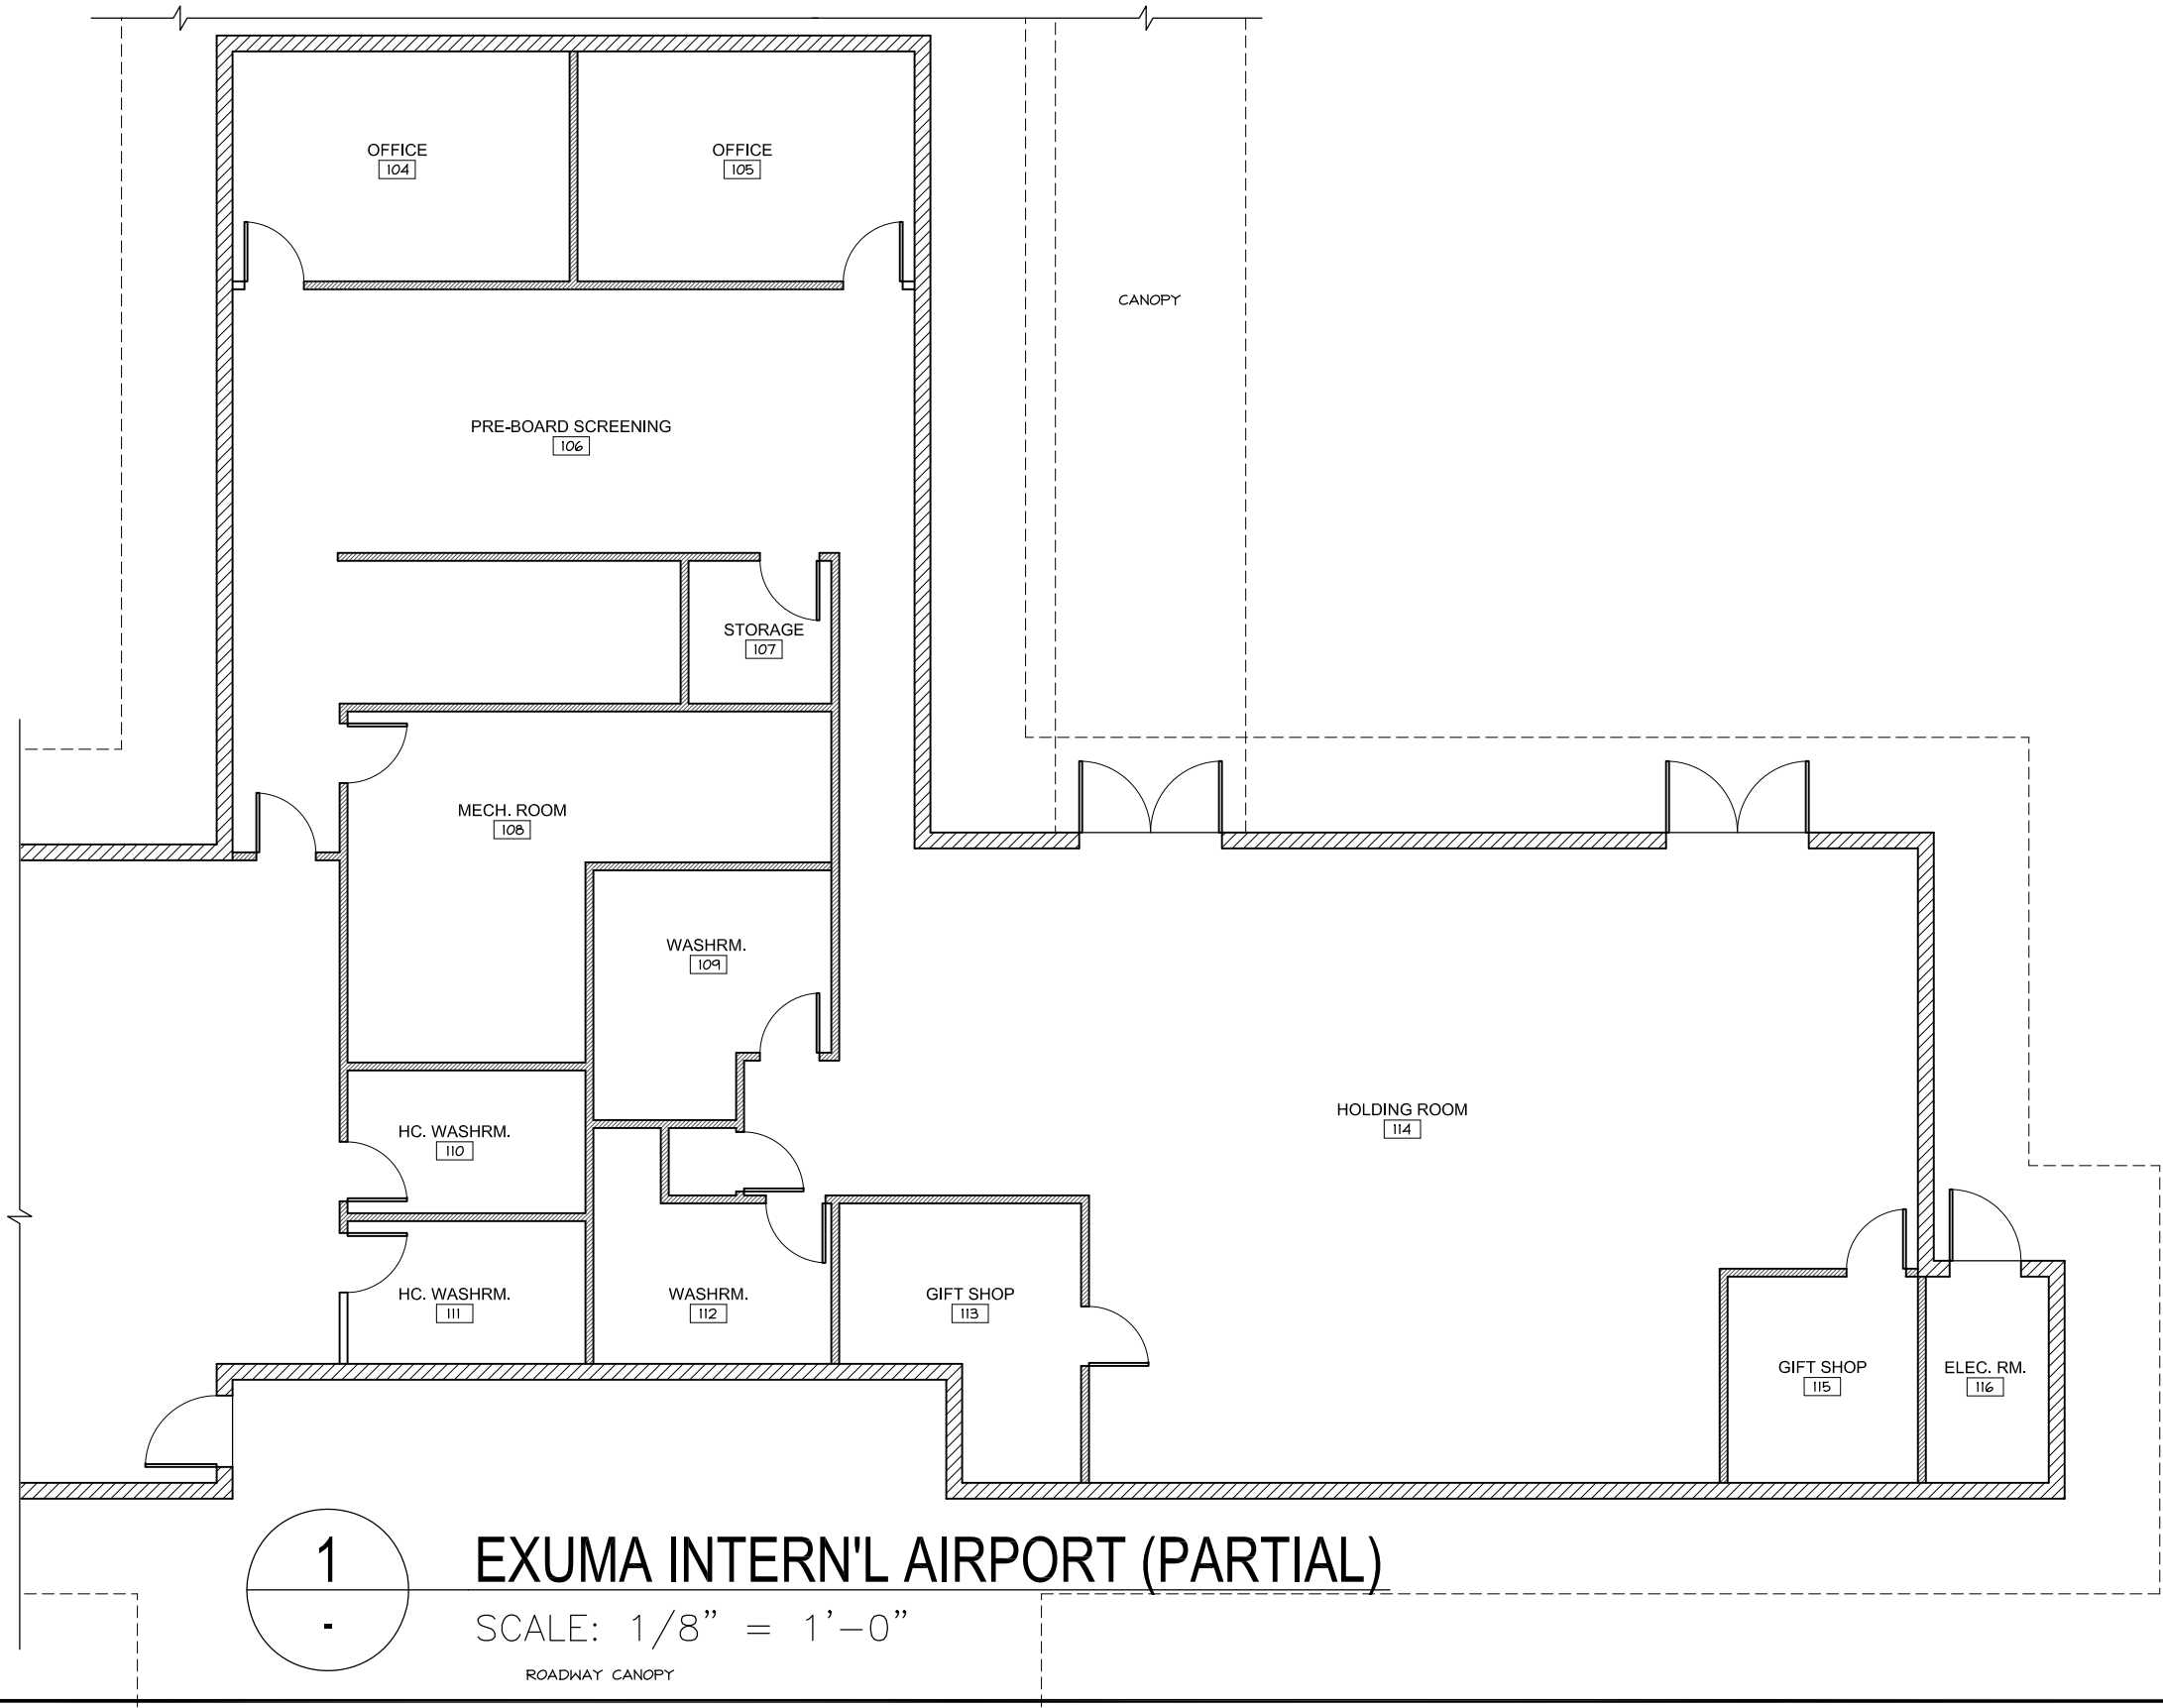 OFFICE
104
OFFICE
105
CANOPY
PRE-BOARD SCREENING
106
STORAGE
107
MECH. ROOM
108
WASHRM.
109
HOLDING ROOM
114
HC. WASHRM.
110
HC. WASHRM.
111
WASHRM.
112
GIFT SHOP
113
GIFT SHOP
115
ELEC. RM.
116
1
-
EXUMA INTERN'L AIRPORT (PARTIAL)
SCALE: 1/8" = 1'-0"
ROADWAY CANOPY